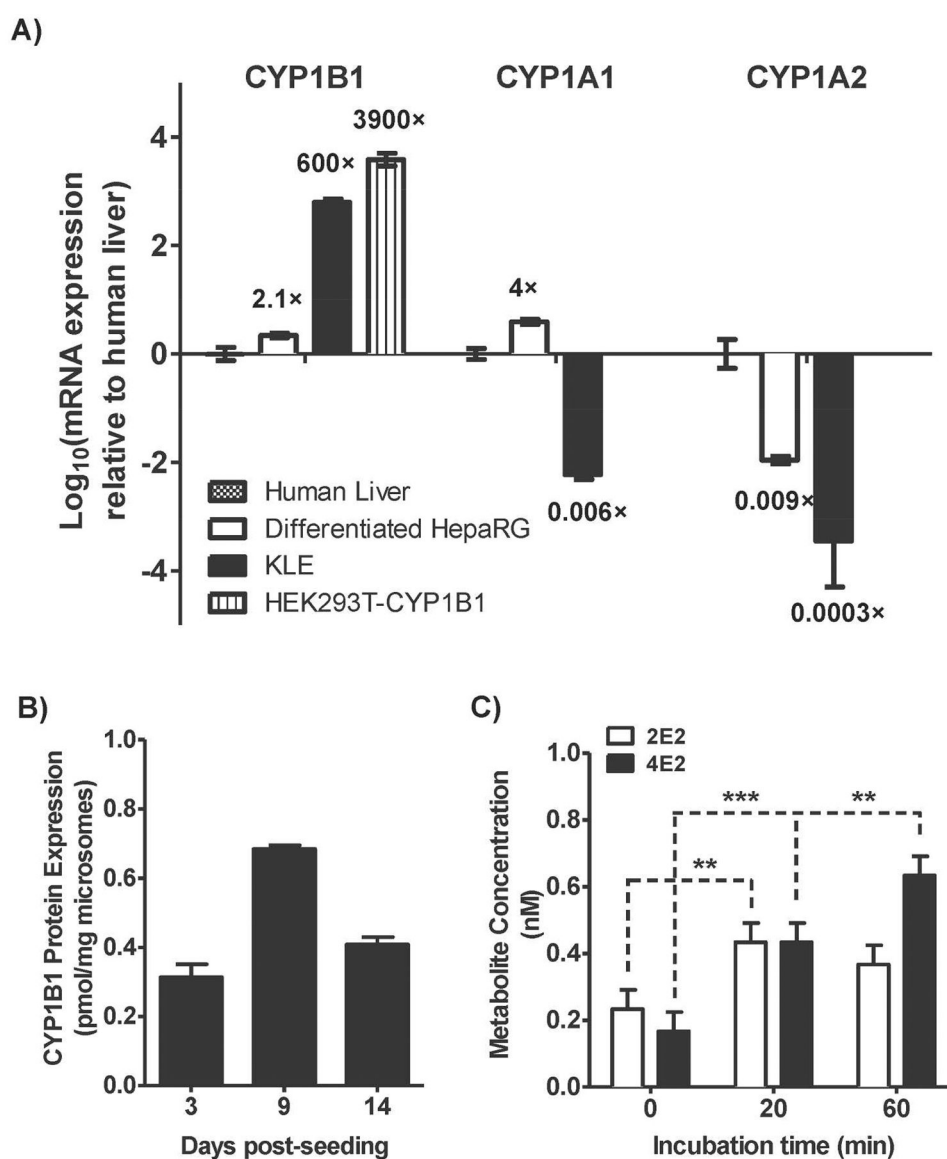 A)
CYP1B1 CYP1A1 CYP1A2
3900×
600×
2.1×
4×
0.006×
0.009×
0.0003×
4
2
0
-2
-4
Log10(mRNA expression
relative to human liver)
Human Liver
Differentiated HepaRG
KLE
HEK293T-CYP1B1
B)
CYP1B1 Protein Expression
(pmol/mg microsomes)
1.0
0.8
0.6
0.4
0.2
0.0
3 9 14
Days post-seeding
C)
2E2
4E2
Metabolite Concentration
(nM)
1.0
0.8
0.6
0.4
0.2
0.0
*** **
**
0 20 60
Incubation time (min)